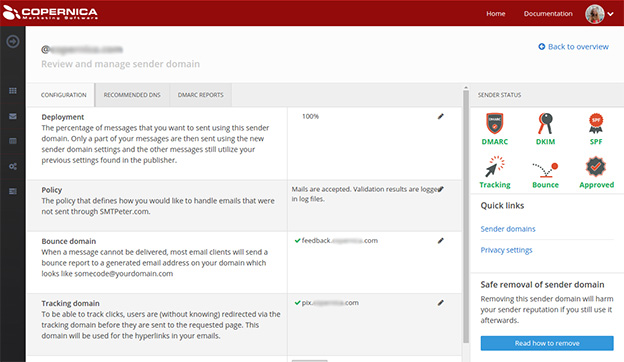 COPERNICA
Marketing Software
Home
Documentation
@
.com
Review and manage sender domain
Back to overview
CONFIGURATION
RECOMMENDED DNS
DMARC REPORTS
SENDER STATUS
Deployment
The percentage of messages that you want to sent using this sender
domain. Only a part of your messages are then sent using the new
sender domain settings and the other messages still utilize your
previous settings found in the publisher.
100%
Policy
The policy that defines how you would like to handle emails that were
not sent through SMTPeter.com.
Mails are accepted. Validation results are logged
in log files.
Bounce domain
When a message cannot be delivered, most email clients will send a
bounce report to a generated email address on your domain which
looks like somecode@yourdomain.com
feedback. .com
Tracking domain
To be able to track clicks, users are (without knowing) redirected via the
tracking domain before they are sent to the requested page. This
domain will be used for the hyperlinks in your emails.
pix. .com
DMARC
SPF
DMARC
DKIM
SPF
Tracking
Bounce
Approved
Quick links
Sender domains
Privacy settings
Safe removal of sender domain
Removing this sender domain will harm
your sender reputation if you still use it
afterwards.
Read how to remove